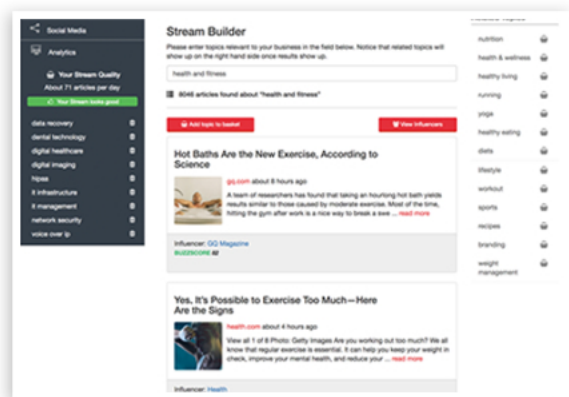 Social Media
Analytics
Your Stream Quality
About 71 articles per day
Your Stream looks good
data recovery
dental technology
digital healthcare
digital imaging
hipaa
it infrastructure
it management
network security
voice over ip
Stream Builder
Please enter topics relevant to your business in the field below. Notice that related topics will
show up on the right hand side once results show up.
health and fitness
8046 articles found about "health and fitness"
Add topic to basket
View Influencers
Hot Baths Are the New Exercise, According to
Science
gq.com about 8 hours ago
A team of researchers has found that taking an hourlong hot bath yields
results similar to those caused by moderate exercise. Most of the time,
hitting the gym after work is a nice way to break a swe ... read more
Influencer: GQ Magazine
BUZZSCORE 82
Yes, It's Possible to Exercise Too Much—Here
Are the Signs
health.com about 4 hours ago
View all 1 of 8 Photo: Getty Images Are you working out too much? We all
know that regular exercise is essential. It can help you keep your weight in
check, improve your mental health, and reduce your ... read more
Influencer: Health
nutrition
health & wellness
healthy living
running
yoga
healthy eating
diets
lifestyle
workout
sports
recipes
branding
weight
management